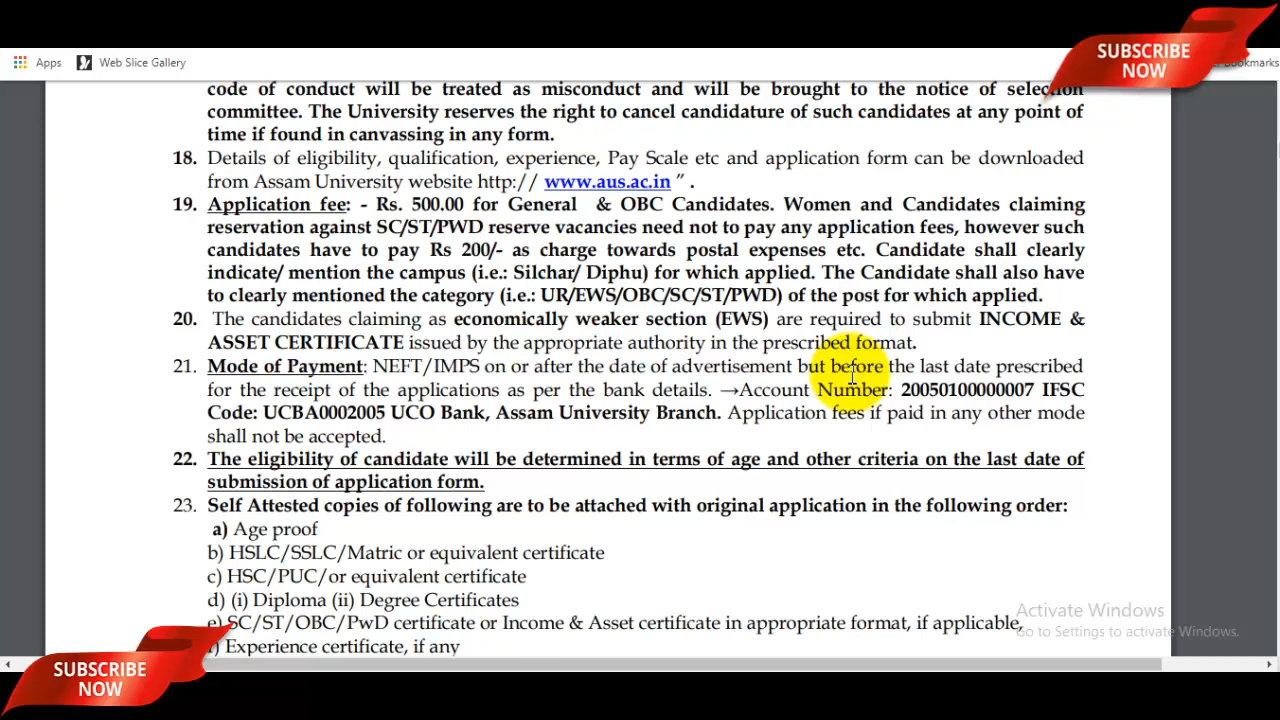 SUBSCRIBE
NOW
Apps Web Slice Gallery
Bookmarks
code of conduct will be treated as misconduct and will be brought to the notice of selection
committee. The University reserves the right to cancel candidature of such candidates at any point of
time if found in canvassing in any form.
18. Details of eligibility, qualification, experience, Pay Scale etc and application form can be downloaded
from Assam University website http:// www.aus.ac.in ” .
19. Application fee: - Rs. 500.00 for General & OBC Candidates. Women and Candidates claiming
reservation against SC/ST/PWD reserve vacancies need not to pay any application fees, however such
candidates have to pay Rs 200/- as charge towards postal expenses etc. Candidate shall clearly
indicate/ mention the campus (i.e.: Silchar/ Diphu) for which applied. The Candidate shall also have
to clearly mentioned the category (i.e.: UR/EWS/OBC/SC/ST/PWD) of the post for which applied.
20. The candidates claiming as economically weaker section (EWS) are required to submit INCOME &
ASSET CERTIFICATE issued by the appropriate authority in the prescribed format.
21. Mode of Payment: NEFT/IMPS on or after the date of advertisement but before the last date prescribed
for the receipt of the applications as per the bank details. →Account Number: 20050100000007 IFSC
Code: UCBA0002005 UCO Bank, Assam University Branch. Application fees if paid in any other mode
shall not be accepted.
22. The eligibility of candidate will be determined in terms of age and other criteria on the last date of
submission of application form.
23. Self Attested copies of following are to be attached with original application in the following order:
a) Age proof
b) HSLC/SSLC/Matric or equivalent certificate
c) HSC/PUC/or equivalent certificate
d) (i) Diploma (ii) Degree Certificates
e) SC/ST/OBC/PwD certificate or Income & Asset certificate in appropriate format, if applicable,
f) Experience certificate, if any
Activate Windows
Go to Settings to activate Windows.
SUBSCRIBE
NOW